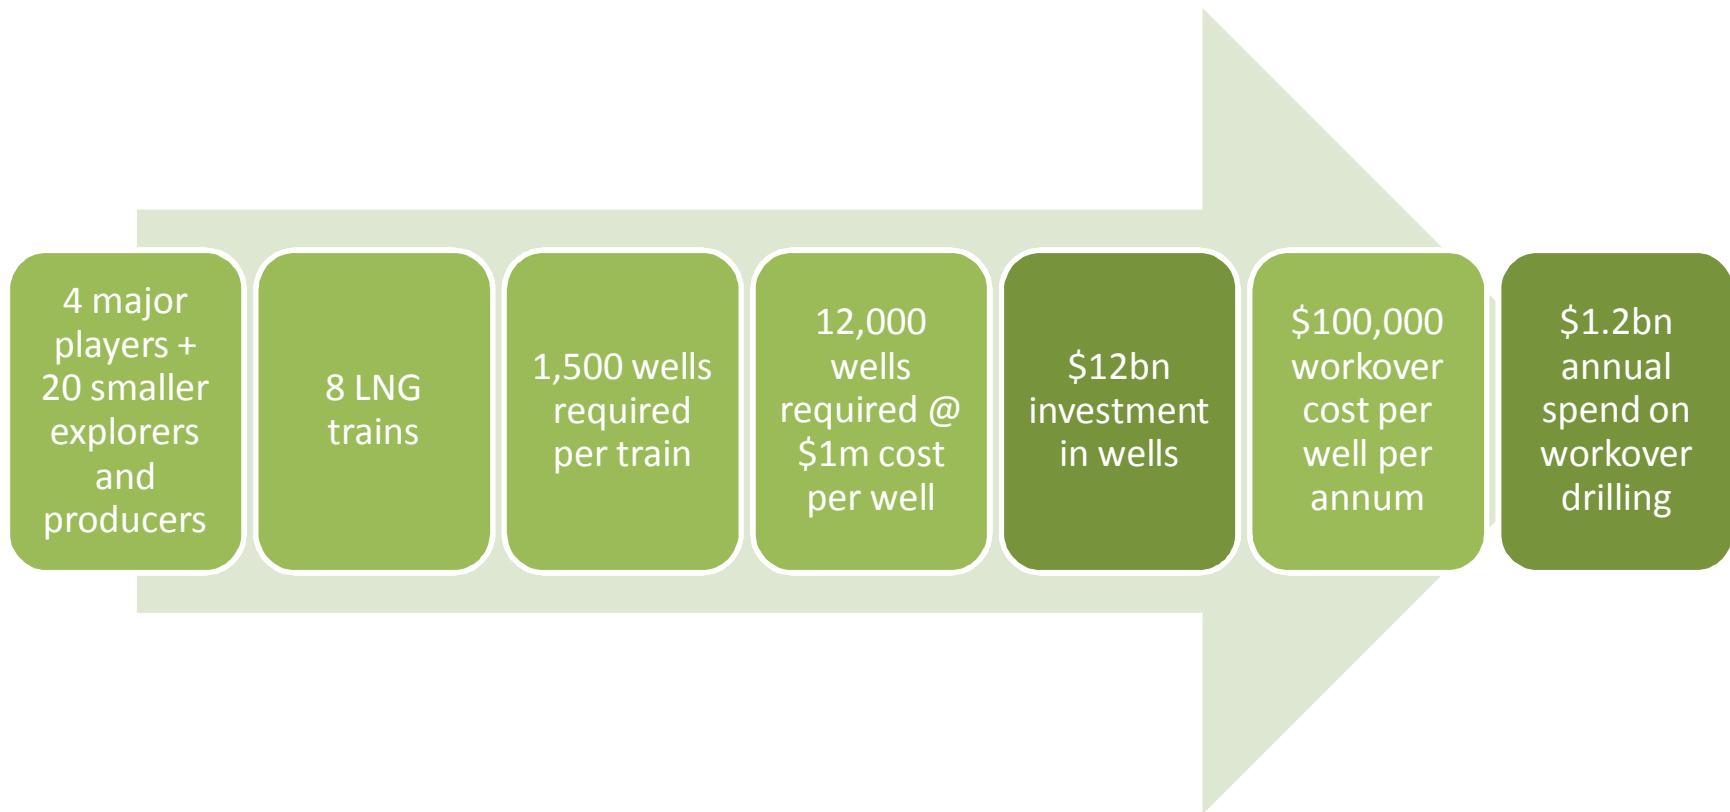 4 major
players +
20 smaller
explorers
and
producers
8 LNG
trains
1,500 wells
required
per train
12,000
wells
required @
$1m cost
per well
$12bn
investment
in wells
$100,000
workover
cost per
well per
annum
$1.2bn
annual
spend on
workover
drilling